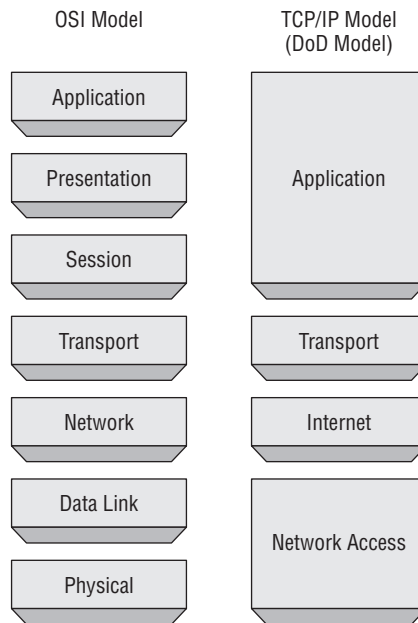 OSI Model
TCP/IP Model
(DoD Model)
Application
Presentation
Session
Transport
Network
Data Link
Physical
Application
Transport
Internet
Network Access